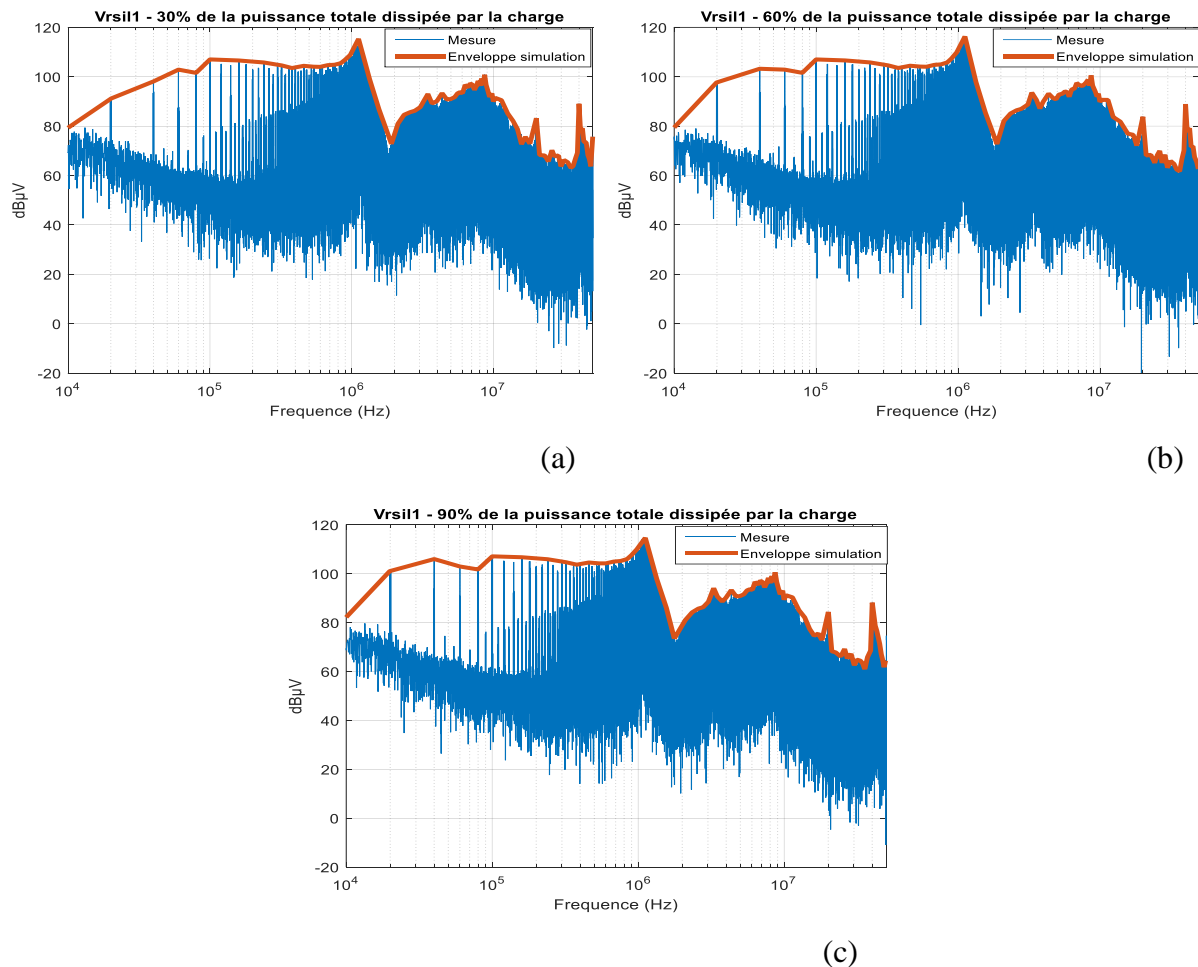 Vrsil1 - 30% de la puissance totale dissipée par la charge
120
100
80
60
40
20
0
-20
dBµV
Mesure
Enveloppe simulation
10^4
10^5
10^6
10^7
Frequence (Hz)
(a)
Vrsil1 - 60% de la puissance totale dissipée par la charge
120
100
80
60
40
20
0
-20
dBµV
Mesure
Enveloppe simulation
10^4
10^5
10^6
10^7
Frequence (Hz)
(b)
Vrsil1 - 90% de la puissance totale dissipée par la charge
120
100
80
60
40
20
0
-20
dBµV
Mesure
Enveloppe simulation
10^4
10^5
10^6
10^7
Frequence (Hz)
(c)